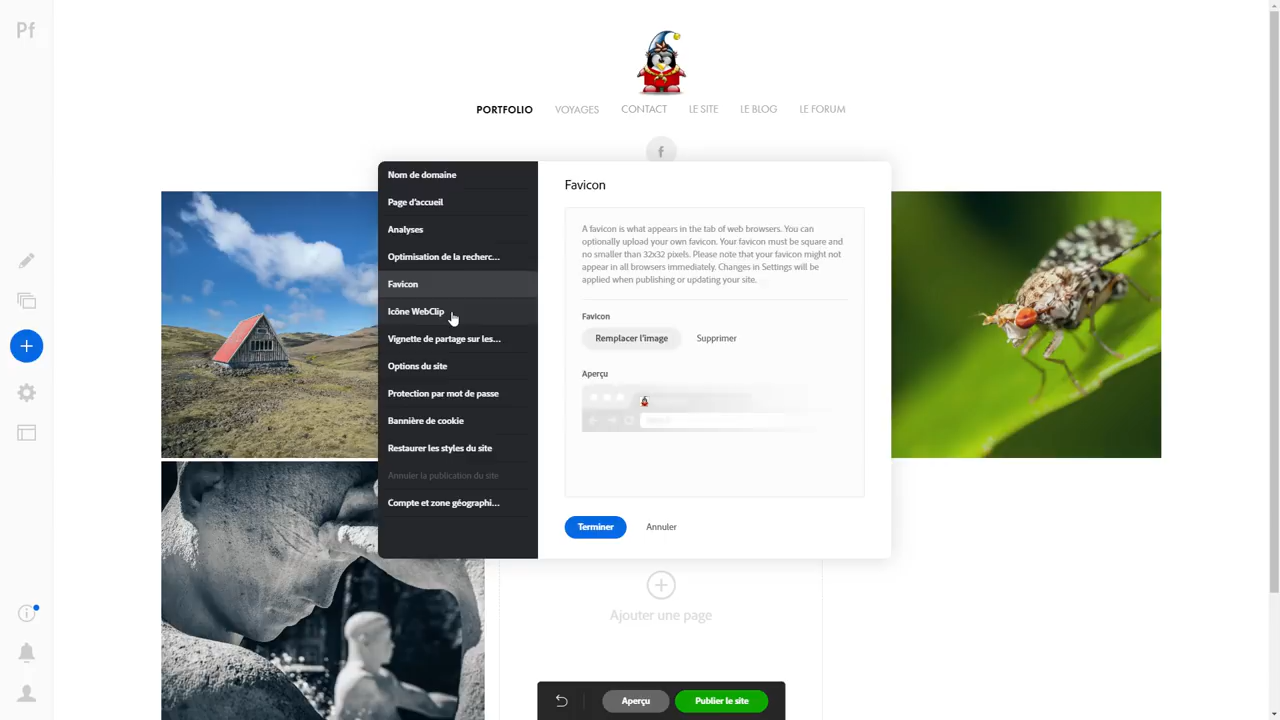 Pf
PORTFOLIO
VOYAGES
CONTACT
LE SITE
LE BLOG
LE FORUM
f
Nom de domaine
Page d'accueil
Analyses
Optimisation de la recherc...
Favicon
Icône WebClip
Vignette de partage sur les...
Options du site
Protection par mot de passe
Bannière de cookie
Restaurer les styles du site
Annuler la publication du site
Compte et zone géographi...
Favicon
A favicon is what appears in the tab of web browsers. You can
optionally upload your own favicon. Your favicon must be square and
no smaller than 32x32 pixels. Please note that your favicon might not
appear in all browsers immediately. Changes in Settings will be
applied when publishing or updating your site.
Favicon
Remplacer l'image
Supprimer
Aperçu
Terminer
Annuler
Ajouter une page
Aperçu
Publier le site